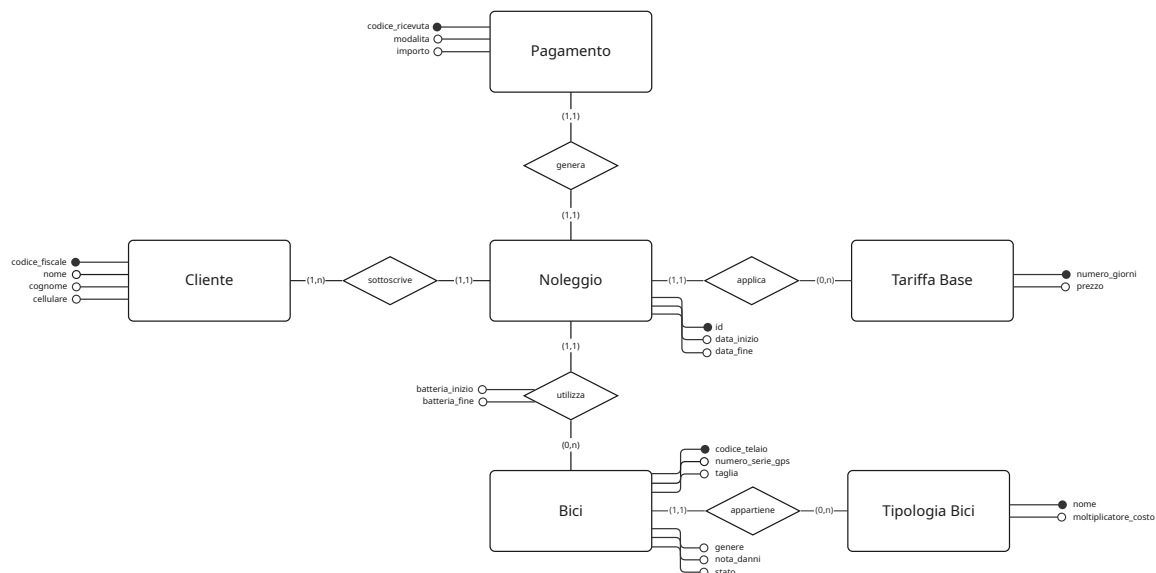 codice_ricevuta
modalita
importo
Pagamento
(1,1)
genera
(1,1)
codice_fiscale
nome
cognome
cellulare
Cliente
(1,n)
sottoscrive
(1,1)
Noleggio
(1,1)
applica
(0,n)
Tariffa Base
numero_giorni
prezzo
id
data_inizio
data_fine
(1,1)
batteria_inizio
batteria_fine
utilizza
(0,n)
codice_telaio
numero_serie_gps
taglia
Bici
(1,1)
appartiene
(0,n)
Tipologia Bici
nome
moltiplicatore_costo
genere
nota_danni
stato